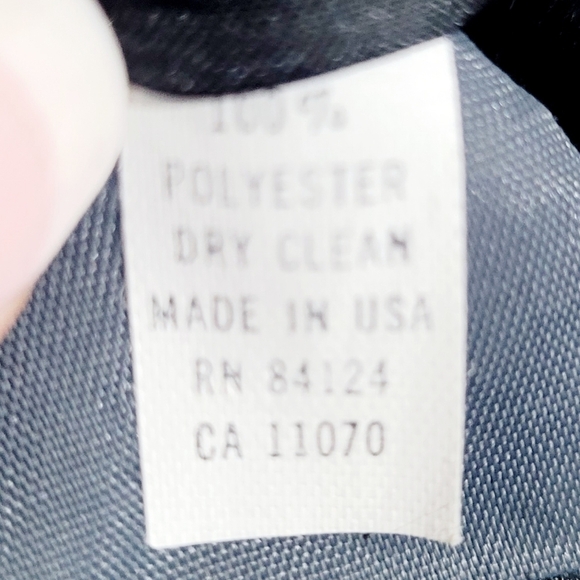 100%
POLYESTER
DRY CLEAN
MADE IN USA
RN 84124
CA 11070